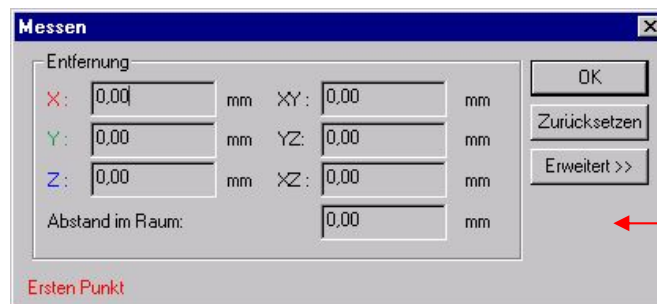 Messen
Entfernung
X: 0,00 mm XY: 0,00 mm
Y: 0,00 mm YZ: 0,00 mm
Z: 0,00 mm XZ: 0,00 mm
Abstand im Raum: 0,00 mm
OK
Zurücksetzen
Erweitert >>
Ersten Punkt